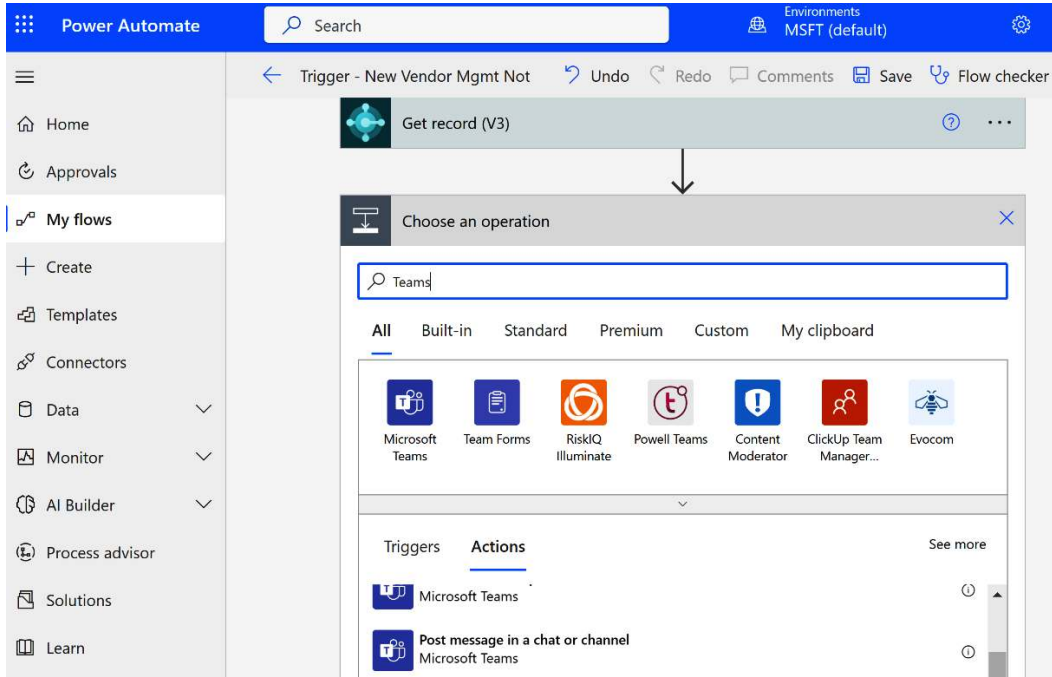 Power Automate
Search
Environments
MSFT (default)
Trigger - New Vendor Mgmt Not
Undo
Redo
Comments
Save
Flow checker
Home
Approvals
My flows
Create
Templates
Connectors
Data
Monitor
AI Builder
Process advisor
Solutions
Learn
Get record (V3)
Choose an operation
Teams
All
Built-in
Standard
Premium
Custom
My clipboard
Microsoft
Teams
Team Forms
RiskIQ
Illuminate
Powell Teams
Content
Moderator
ClickUp Team
Manager...
Evocom
Triggers
Actions
See more
Microsoft Teams
Post message in a chat or channel
Microsoft Teams